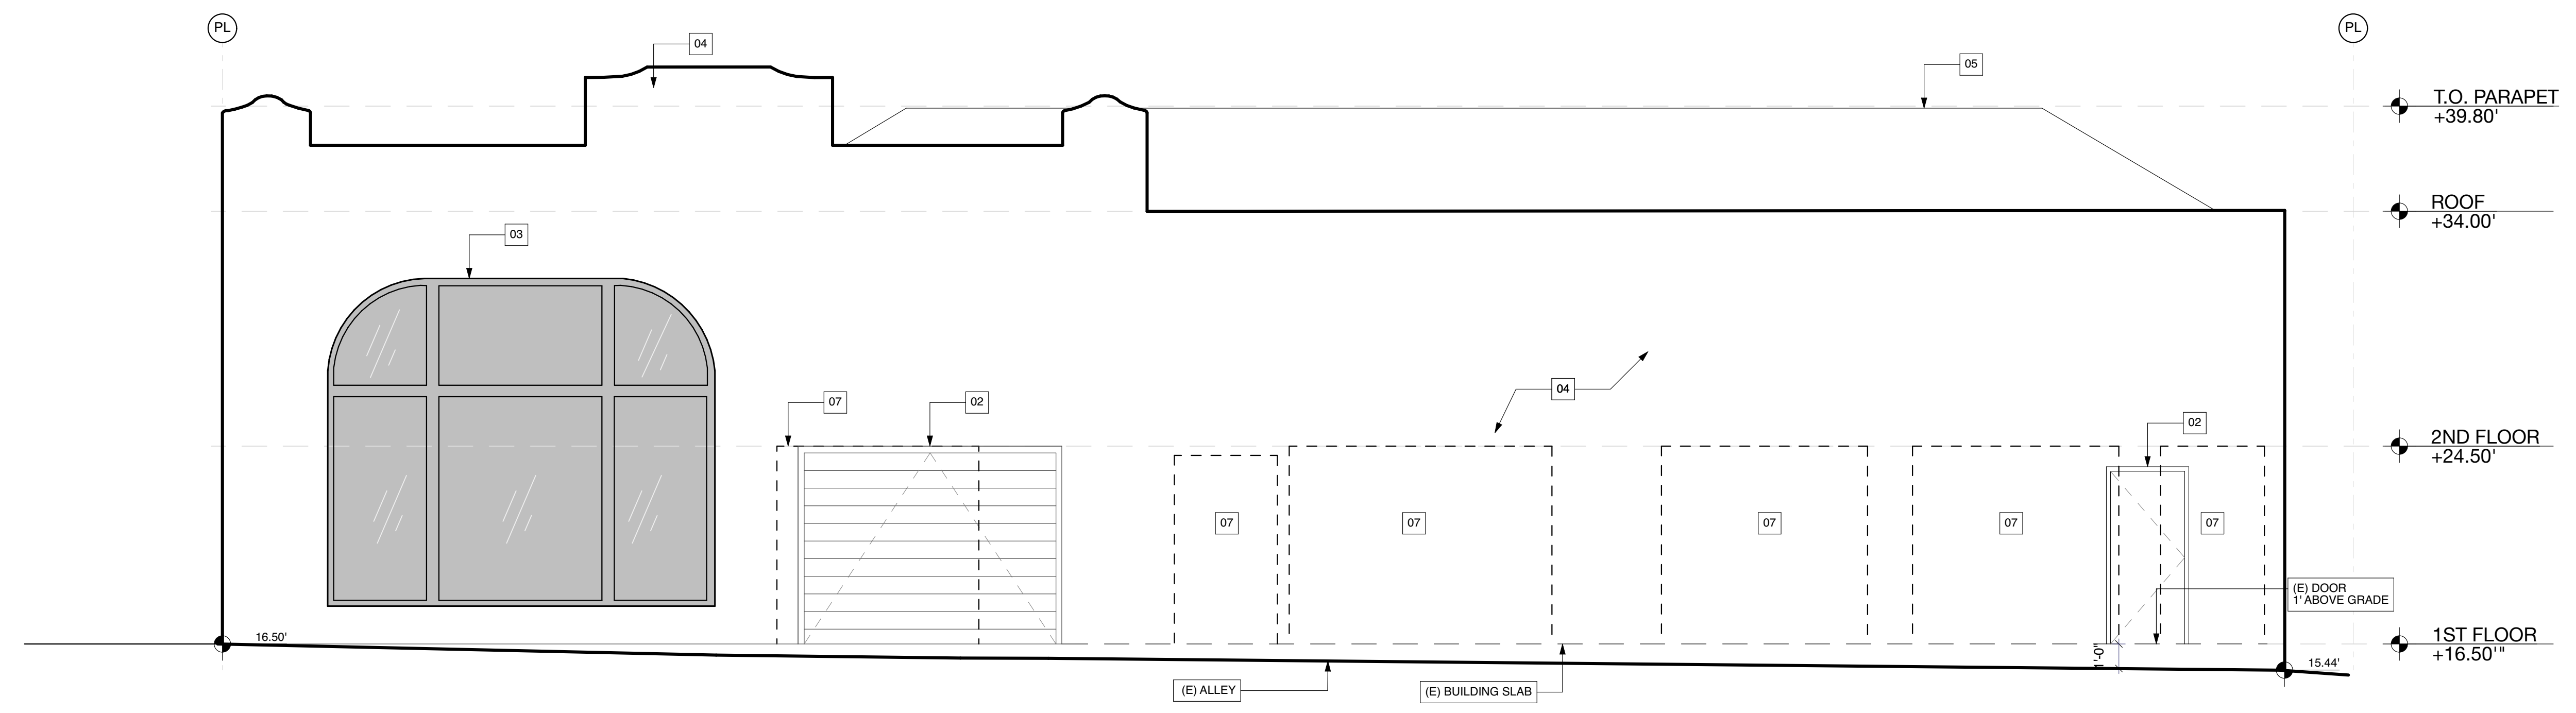 PL
PL
04
05
T.O. PARAPET
+39.80'
ROOF
+34.00'
03
04
07
02
02
2ND FLOOR
+24.50'
07
07
07
07
07
(E) DOOR
1' ABOVE GRADE
16.50'
1ST FLOOR
+16.50'"
1'-0"
15.44'
(E) ALLEY
(E) BUILDING SLAB